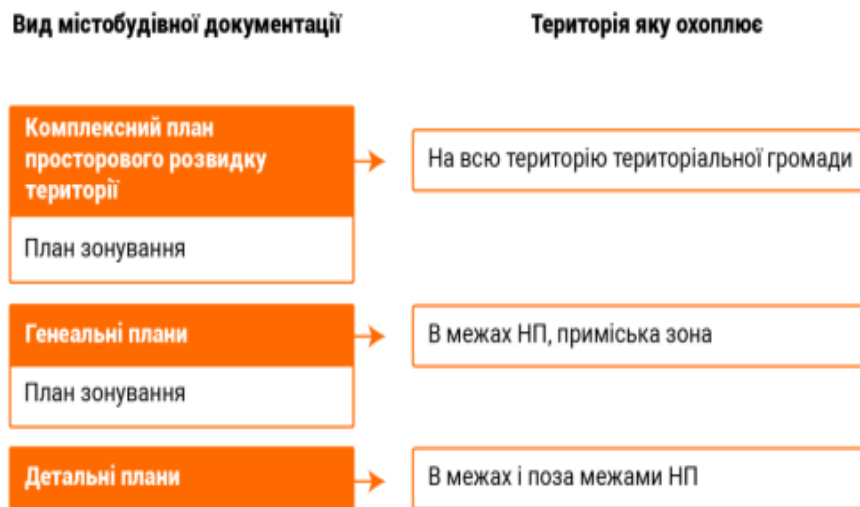 Вид містобудівної документації
Територія яку охоплює
Комплексний план
просторового розвидку
території
На всю територію територіальної громади
План зонування
Генеальні плани
В межах НП, приміська зона
План зонування
Детальні плани
В межах і поза межами НП